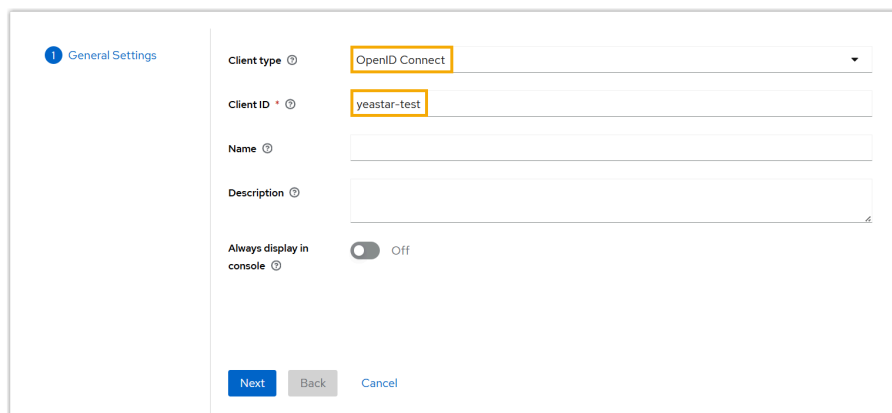 1 General Settings
Client type
OpenID Connect
Client ID *
yeastar-test
Name
Description
Always display in
console
Off
Next Back Cancel